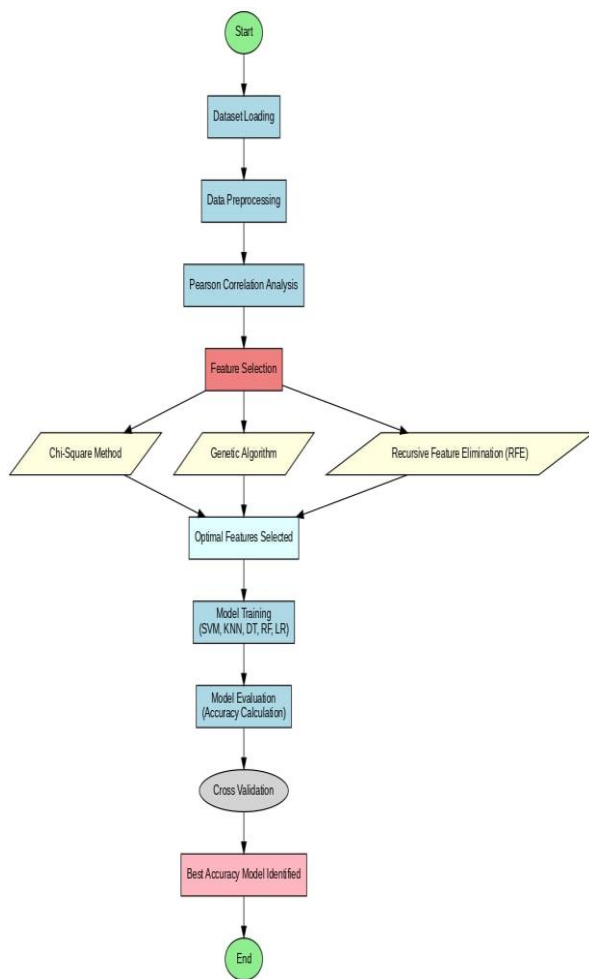 Start
Dataset Loading
Data Preprocessing
Pearson Correlation Analysis
Feature Selection
Chi-Square Method
Genetic Algorithm
Recursive Feature Elimination (RFE)
Optimal Features Selected
Model Training
(SVM, KNN, DT, RF, LR)
Model Evaluation
(Accuracy Calculation)
Cross Validation
Best Accuracy Model Identified
End